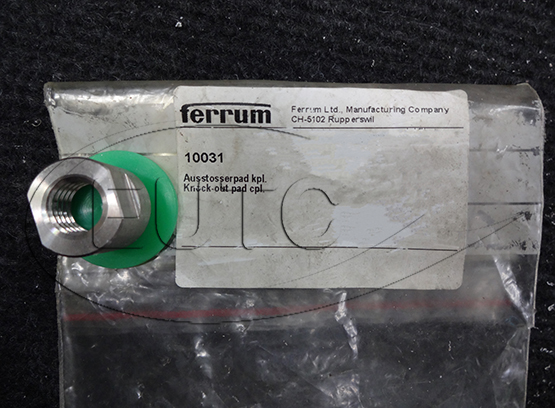 ferrum
Ferrum Ltd., Manufacturing Company
CH-5102 Rupperswil
10031
Ausstosserpad kpl.
Knock-out pad cpl.